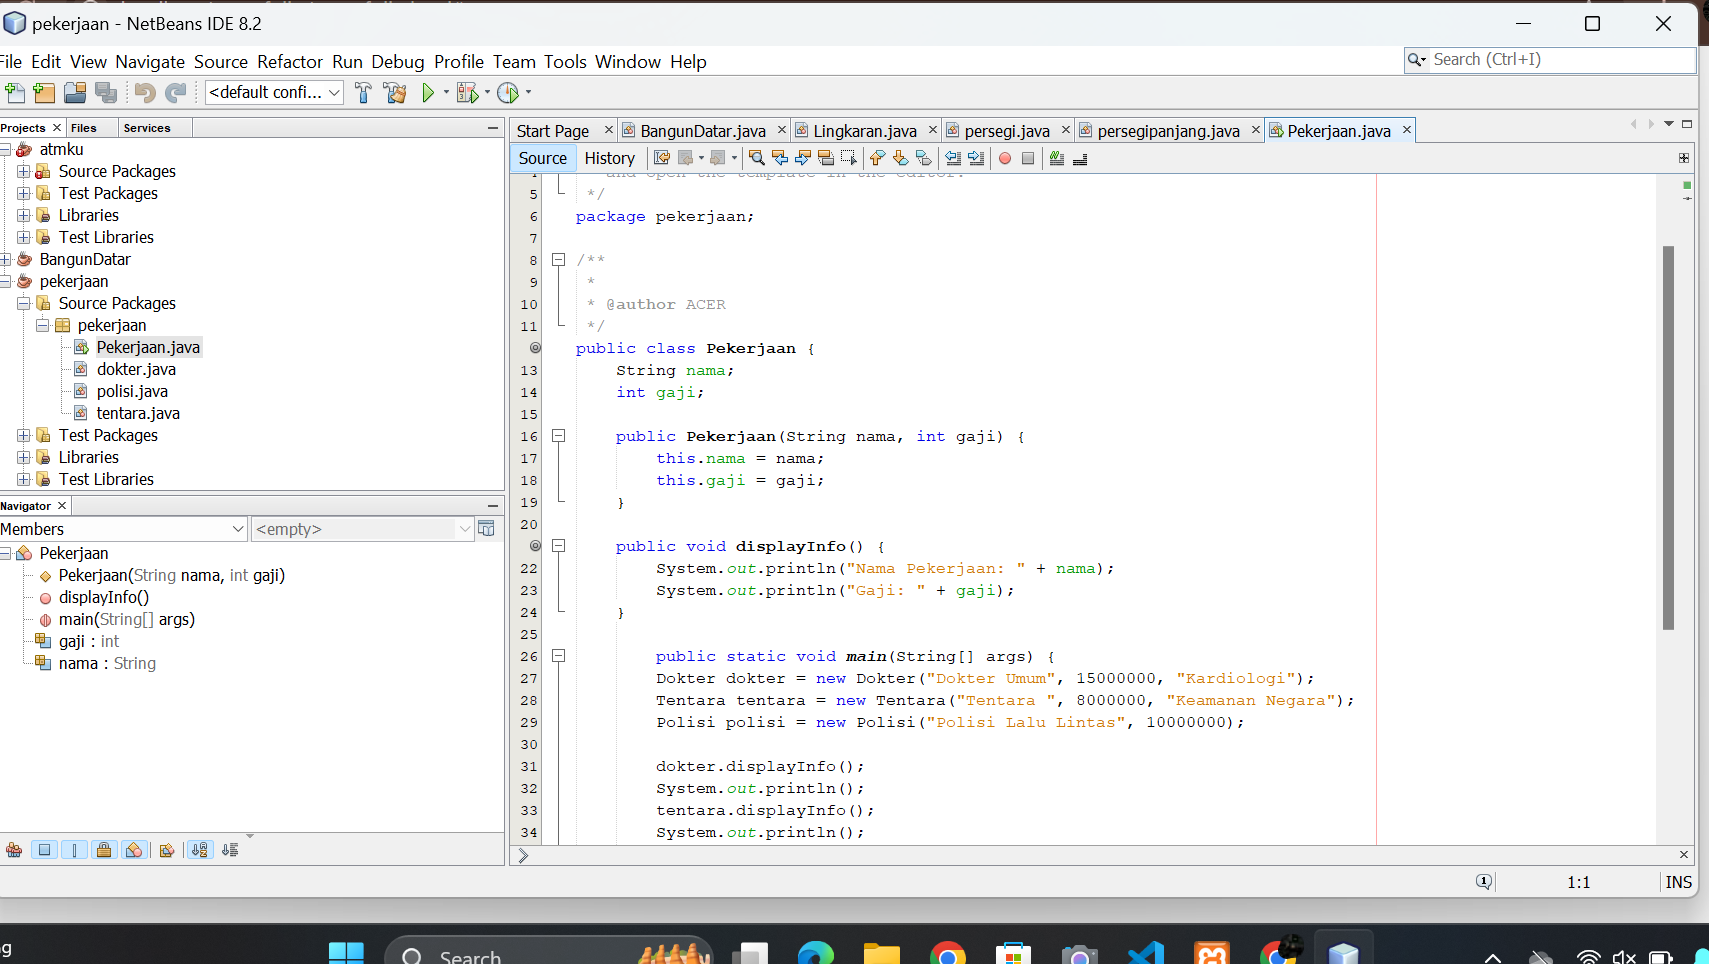 pekerjaan - NetBeans IDE 8.2
File Edit View Navigate Source Refactor Run Debug Profile Team Tools Window Help
Search (Ctrl+I)
<default confi...
Projects
Files
Services
atmku
Source Packages
Test Packages
Libraries
Test Libraries
BangunDatar
pekerjaan
Source Packages
pekerjaan
Pekerjaan.java
dokter.java
polisi.java
tentara.java
Test Packages
Libraries
Test Libraries
Navigator
Members
<empty>
Pekerjaan
Pekerjaan(String nama, int gaji)
displayInfo()
main(String[] args)
gaji : int
nama : String
Start Page
BangunDatar.java
Lingkaran.java
persegi.java
persegipanjang.java
Pekerjaan.java
Source History
and open the template in the editor.
5 */
6 package pekerjaan;
7
8 /**
9 *
10 * @author ACER
11 */
public class Pekerjaan {
13 String nama;
14 int gaji;
15
16 public Pekerjaan(String nama, int gaji) {
17 this.nama = nama;
18 this.gaji = gaji;
19 }
20
public void displayInfo() {
22 System.out.println("Nama Pekerjaan: " + nama);
23 System.out.println("Gaji: " + gaji);
24 }
25
26 public static void main(String[] args) {
27 Dokter dokter = new Dokter("Dokter Umum", 15000000, "Kardiologi");
28 Tentara tentara = new Tentara("Tentara ", 8000000, "Keamanan Negara");
29 Polisi polisi = new Polisi("Polisi Lalu Lintas", 10000000);
30
31 dokter.displayInfo();
32 System.out.println();
33 tentara.displayInfo();
34 System.out.println();
1:1
INS
Search